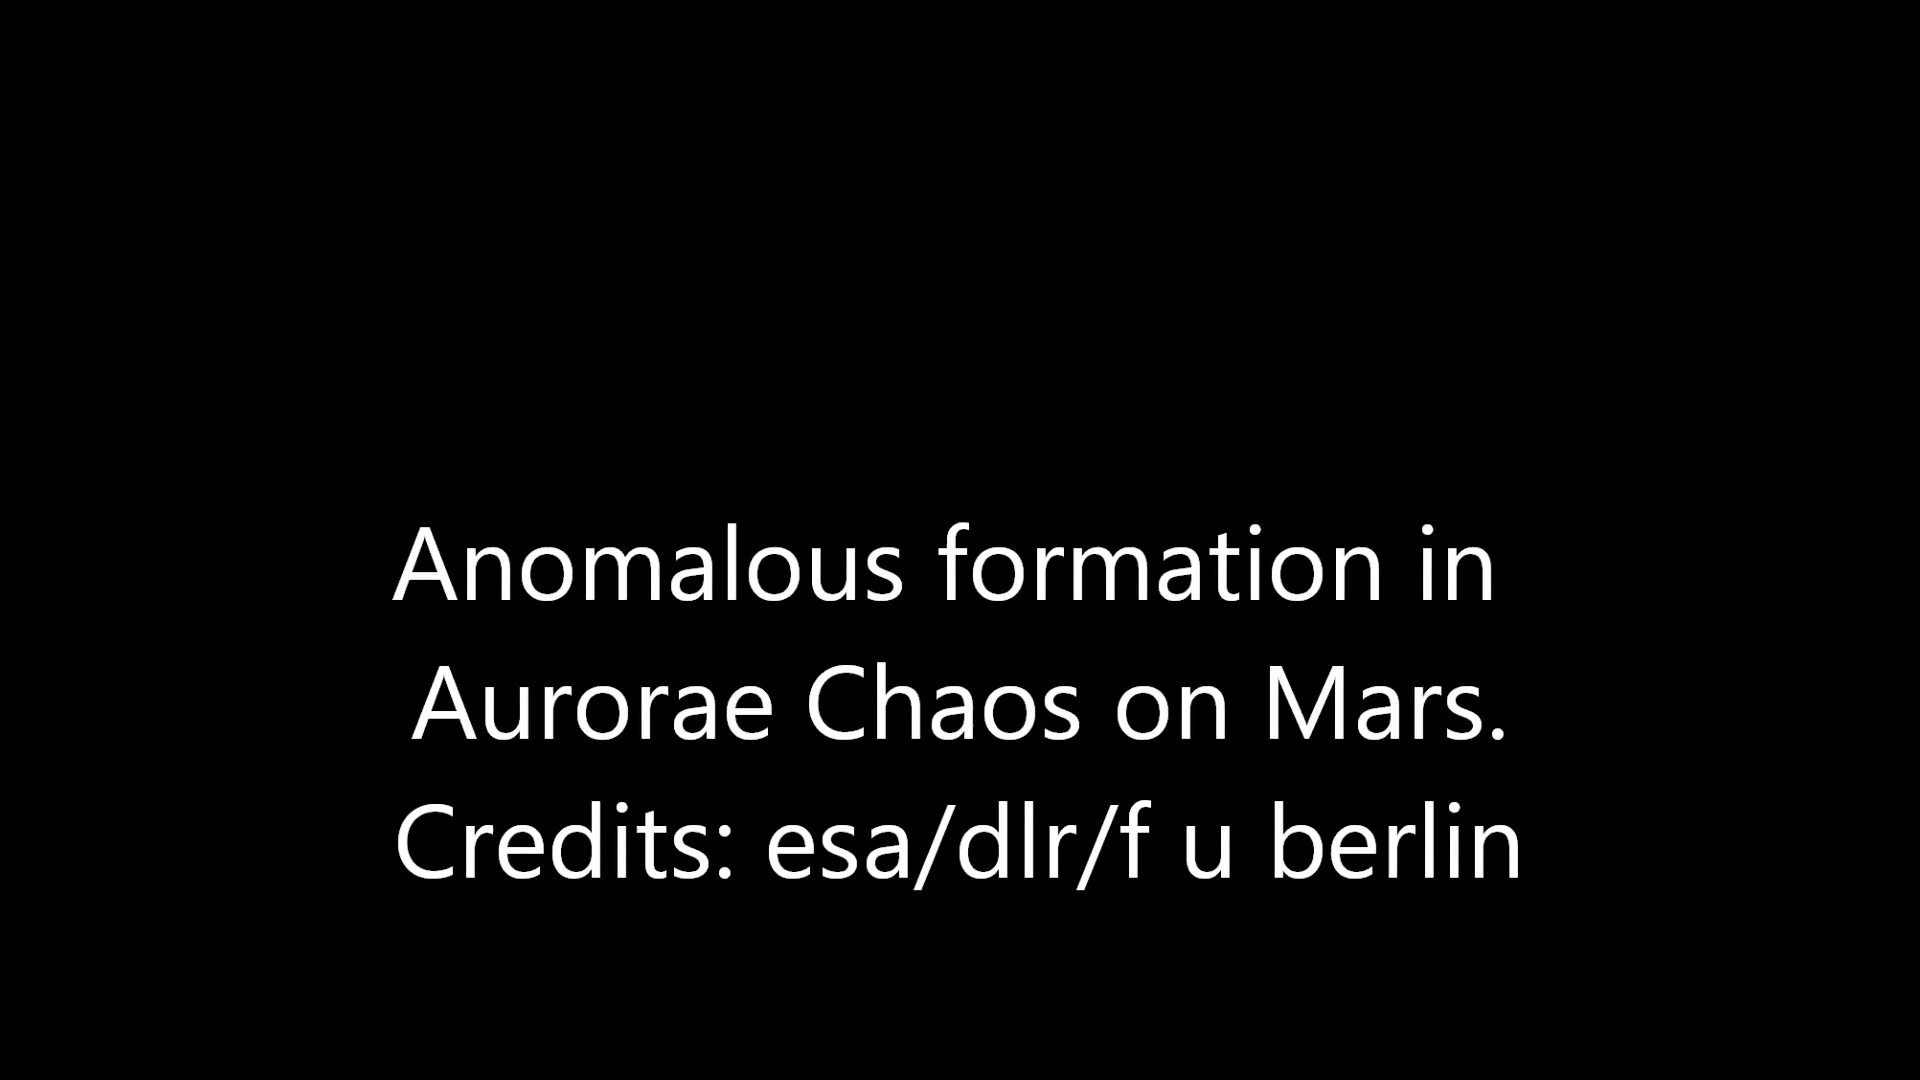 Anomalous formation in
Aurorae Chaos on Mars.
Credits: esa/dlr/f u berlin